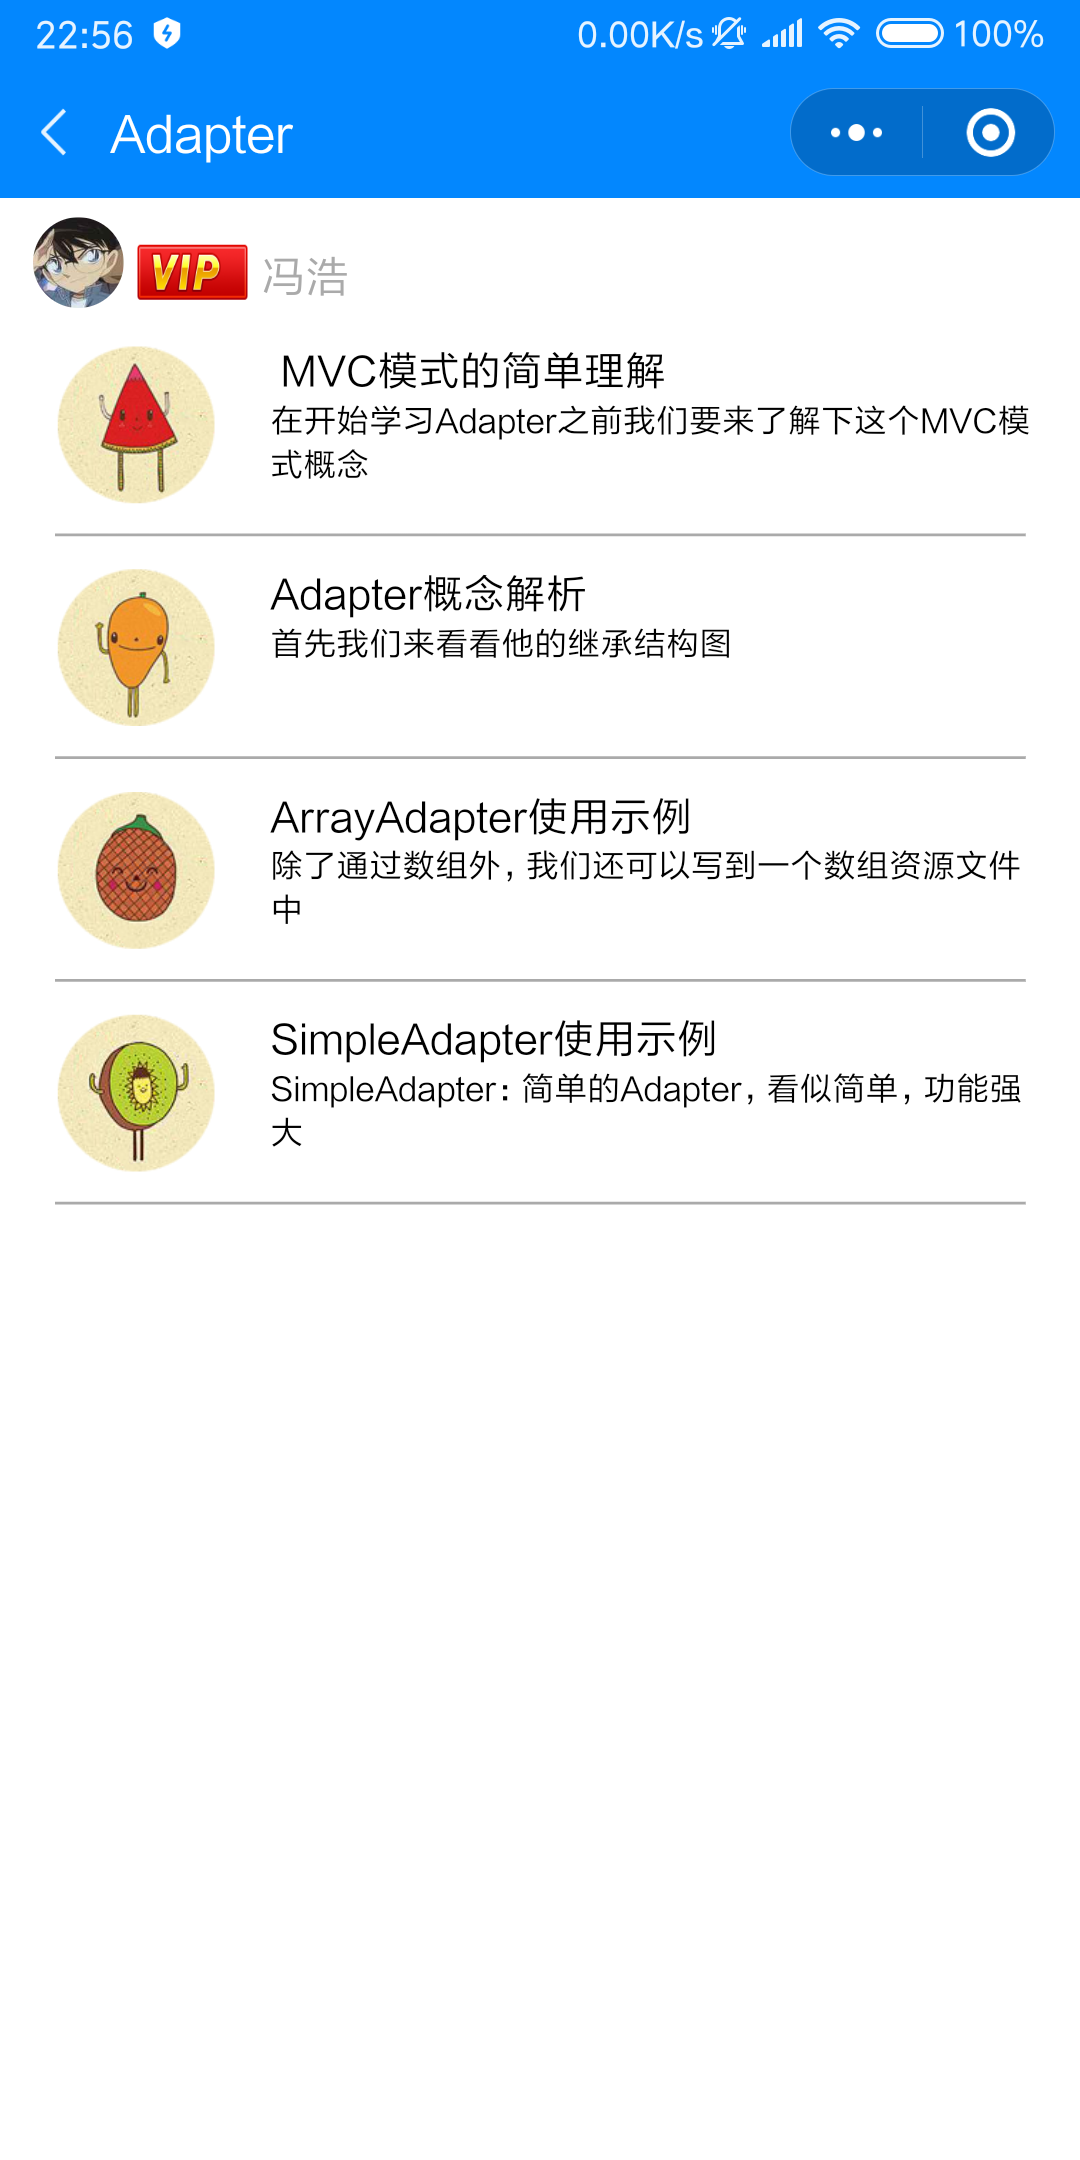 22:56 0.00K/s 100%
Adapter
VIP 冯浩
MVC模式的简单理解
在开始学习Adapter之前我们要来了解下这个MVC模
式概念
Adapter概念解析
首先我们来看看他的继承结构图
ArrayAdapter使用示例
除了通过数组外，我们还可以写到一个数组资源文件
中
SimpleAdapter使用示例
SimpleAdapter：简单的Adapter，看似简单，功能强
大